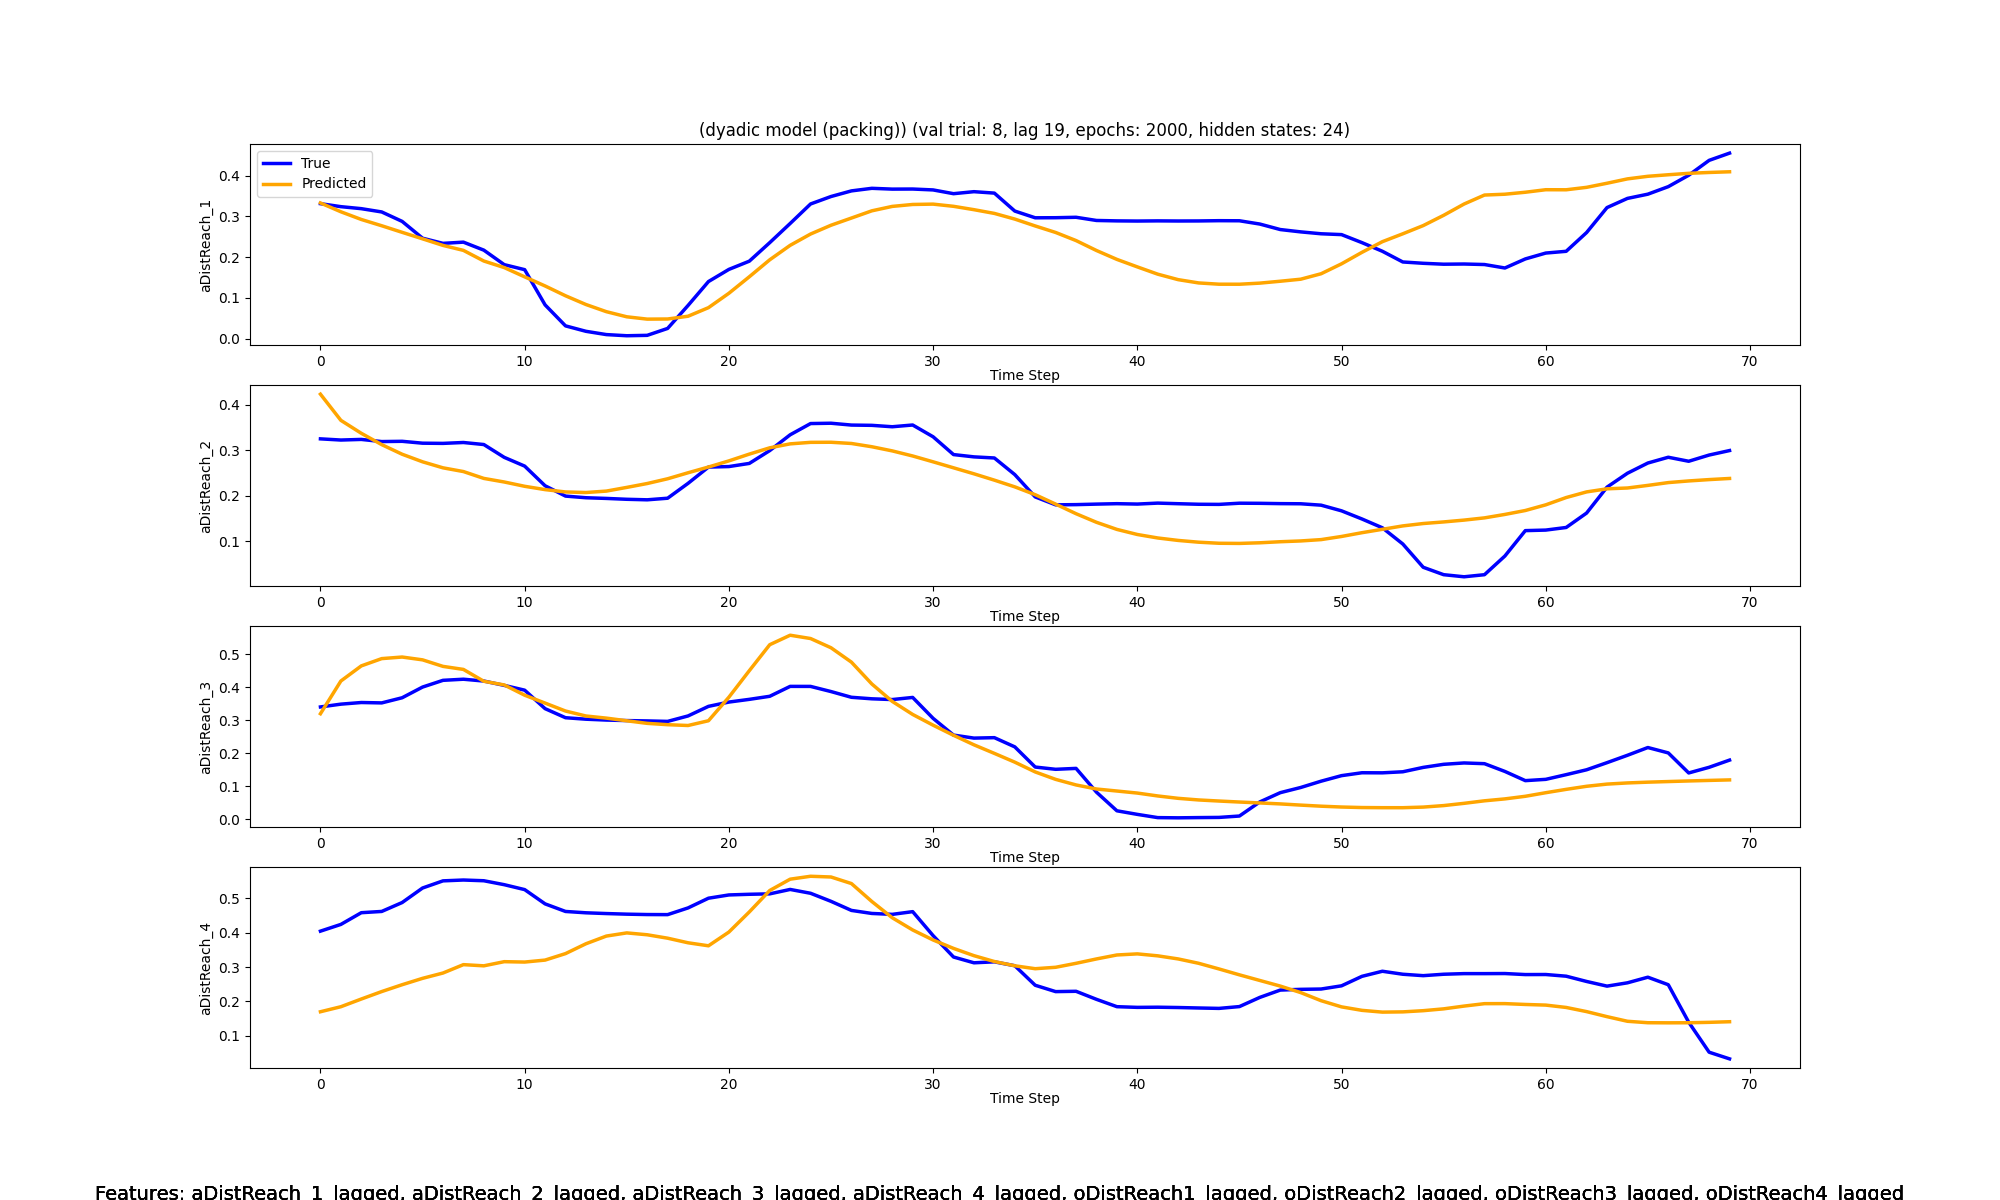 (dyadic model (packing)) (val trial: 8, lag 19, epochs: 2000, hidden states: 24)
True
Predicted
aDistReach_1
0.4
0.3
0.2
0.1
0.0
0 10 20 30 40 50 60 70
Time Step
aDistReach_2
0.4
0.3
0.2
0.1
0 10 20 30 40 50 60 70
Time Step
aDistReach_3
0.5
0.4
0.3
0.2
0.1
0.0
0 10 20 30 40 50 60 70
Time Step
aDistReach_4
0.5
0.4
0.3
0.2
0.1
0 10 20 30 40 50 60 70
Time Step
Features: aDistReach_1_lagged, aDistReach_2_lagged, aDistReach_3_lagged, aDistReach_4_lagged, oDistReach1_lagged, oDistReach2_lagged, oDistReach3_lagged, oDistReach4_lagged